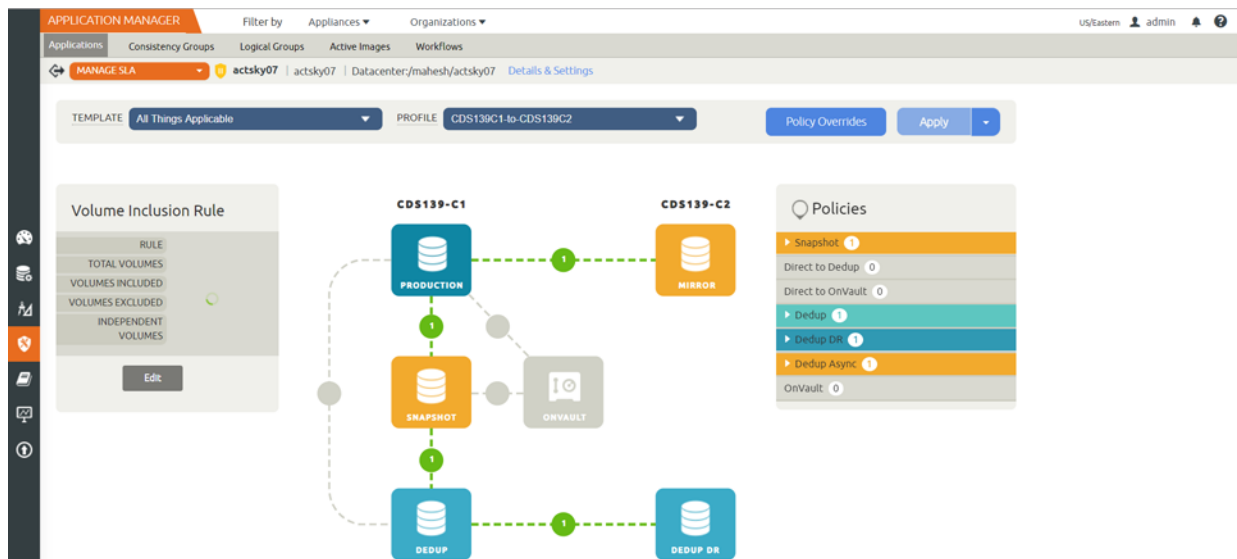 APPLICATION MANAGER Filter by Appliances Organizations US/Eastern admin
Applications Consistency Groups Logical Groups Active Images Workflows
MANAGE SLA actsky07 | actsky07 | Datacenter:/mahesh/actsky07 Details & Settings
TEMPLATE All Things Applicable PROFILE CDS139C1-to-CDS139C2 Policy Overrides Apply
Volume Inclusion Rule
RULE
TOTAL VOLUMES
VOLUMES INCLUDED
VOLUMES EXCLUDED
INDEPENDENT
VOLUMES
Edit
CDS139-C1 CDS139-C2
PRODUCTION 1 MIRROR
1
SNAPSHOT ONVAULT
1
DEDUP 1 DEDUP DR
Policies
Snapshot 1
Direct to Dedup 0
Direct to OnVault 0
Dedup 1
Dedup DR 1
Dedup Async 1
OnVault 0